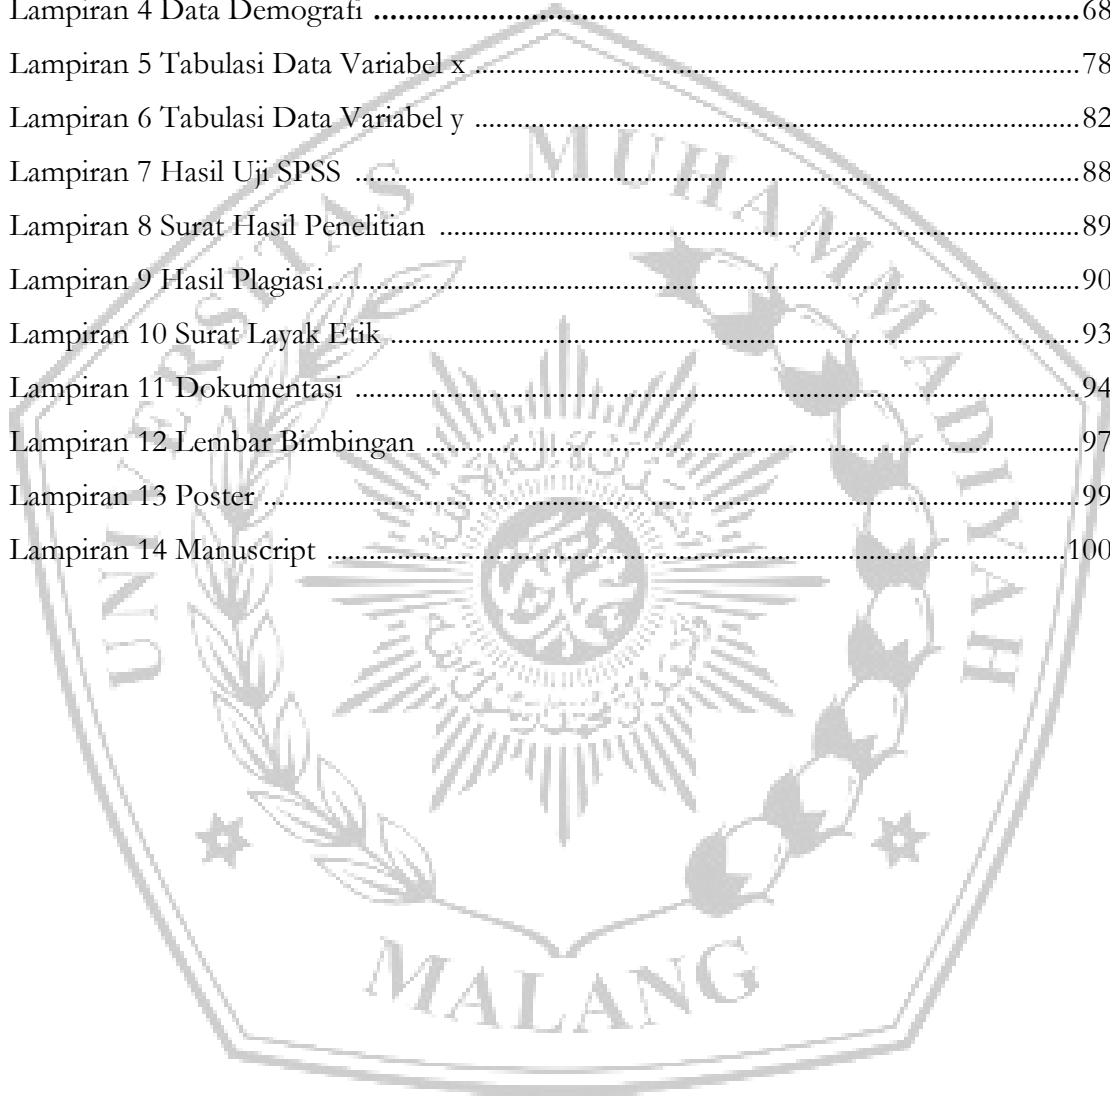 Lampiran 4 Data Demografi ........................................................................68
Lampiran 5 Tabulasi Data Variabel x ........................................................................78
Lampiran 6 Tabulasi Data Variabel y ........................................................................82
Lampiran 7 Hasil Uji SPSS ........................................................................88
Lampiran 8 Surat Hasil Penelitian ........................................................................89
Lampiran 9 Hasil Plagiasi........................................................................90
Lampiran 10 Surat Layak Etik ........................................................................93
Lampiran 11 Dokumentasi ........................................................................94
Lampiran 12 Lembar Bimbingan ........................................................................97
Lampiran 13 Poster ........................................................................99
Lampiran 14 Manuscript ........................................................................100
UNIVERSITAS MUHAMMADIYAH
MALANG